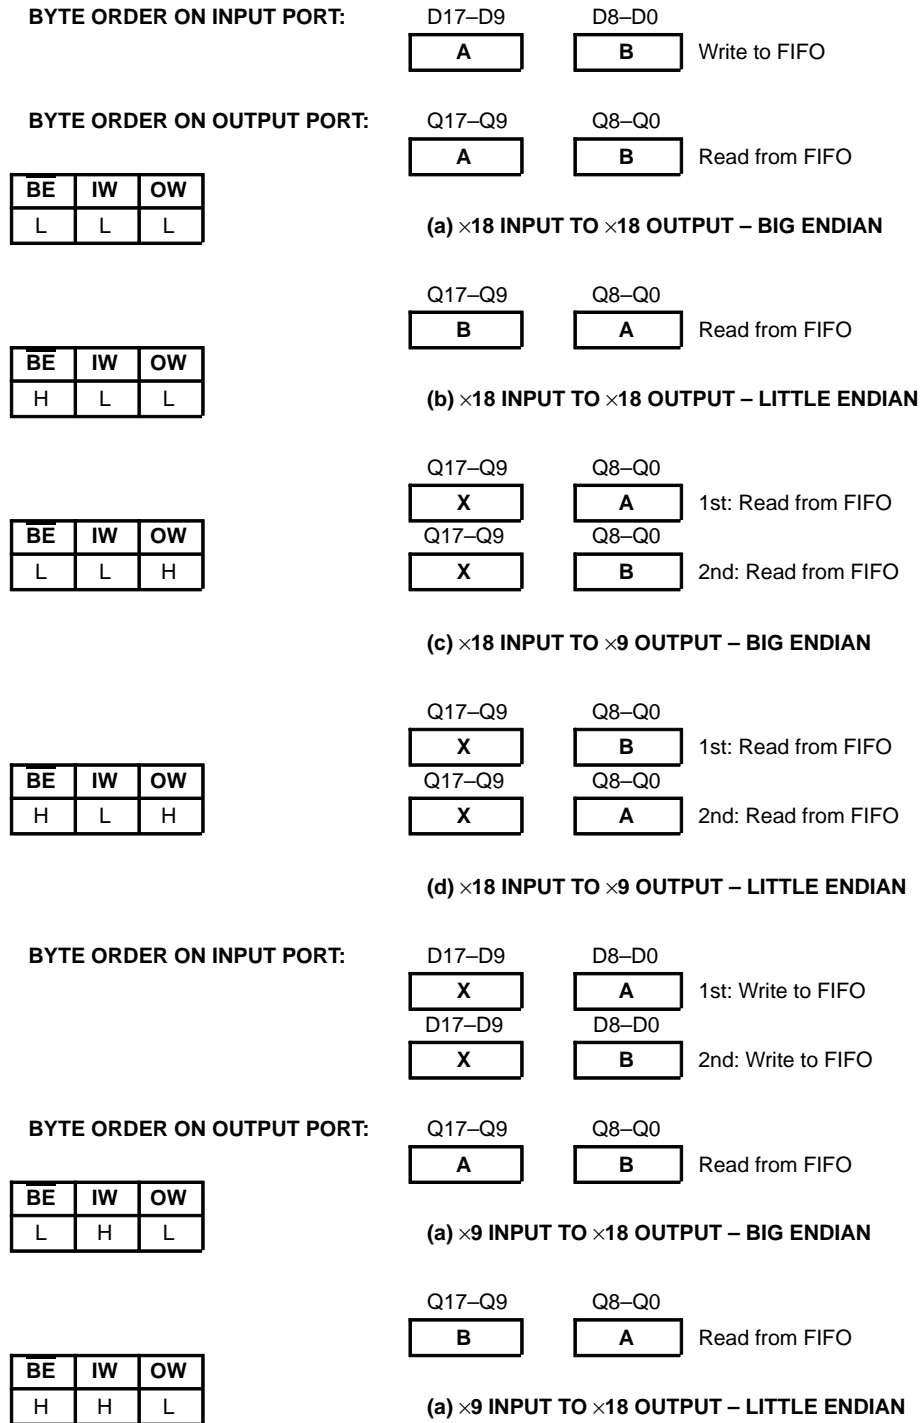 BYTE ORDER ON INPUT PORT: D17–D9 D8–D0
A B Write to FIFO
BYTE ORDER ON OUTPUT PORT: Q17–Q9 Q8–Q0
A B Read from FIFO
B̅E̅ IW OW
L L L (a) ×18 INPUT TO ×18 OUTPUT – BIG ENDIAN
Q17–Q9 Q8–Q0
B A Read from FIFO
B̅E̅ IW OW
H L L (b) ×18 INPUT TO ×18 OUTPUT – LITTLE ENDIAN
Q17–Q9 Q8–Q0
X A 1st: Read from FIFO
B̅E̅ IW OW Q17–Q9 Q8–Q0
L L H X B 2nd: Read from FIFO
(c) ×18 INPUT TO ×9 OUTPUT – BIG ENDIAN
Q17–Q9 Q8–Q0
X B 1st: Read from FIFO
B̅E̅ IW OW Q17–Q9 Q8–Q0
H L H X A 2nd: Read from FIFO
(d) ×18 INPUT TO ×9 OUTPUT – LITTLE ENDIAN
BYTE ORDER ON INPUT PORT: D17–D9 D8–D0
X A 1st: Write to FIFO
D17–D9 D8–D0
X B 2nd: Write to FIFO
BYTE ORDER ON OUTPUT PORT: Q17–Q9 Q8–Q0
A B Read from FIFO
B̅E̅ IW OW
L H L (a) ×9 INPUT TO ×18 OUTPUT – BIG ENDIAN
Q17–Q9 Q8–Q0
B A Read from FIFO
B̅E̅ IW OW
H H L (a) ×9 INPUT TO ×18 OUTPUT – LITTLE ENDIAN